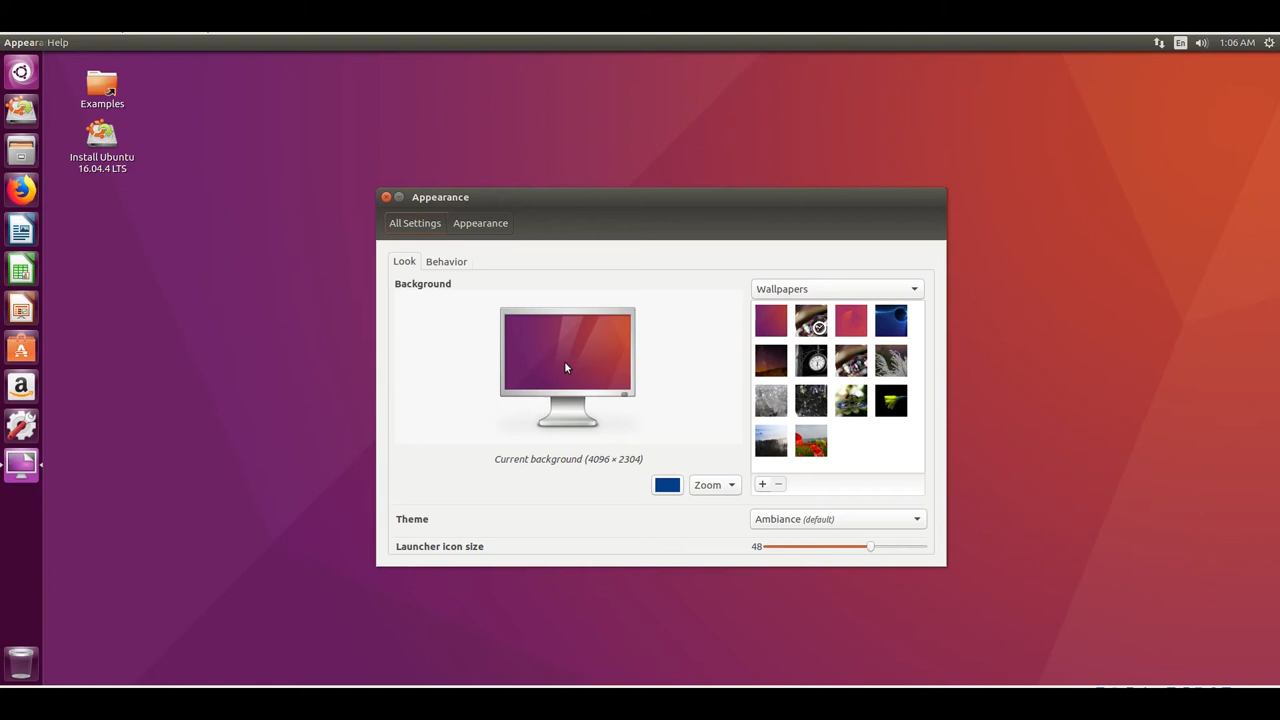 Appeara Help
En
1:06 AM
Examples
Install Ubuntu
16.04.4 LTS
Appearance
All Settings
Appearance
Look
Behavior
Background
Wallpapers
Current background (4096 × 2304)
Zoom
Theme
Ambiance (default)
Launcher icon size
48